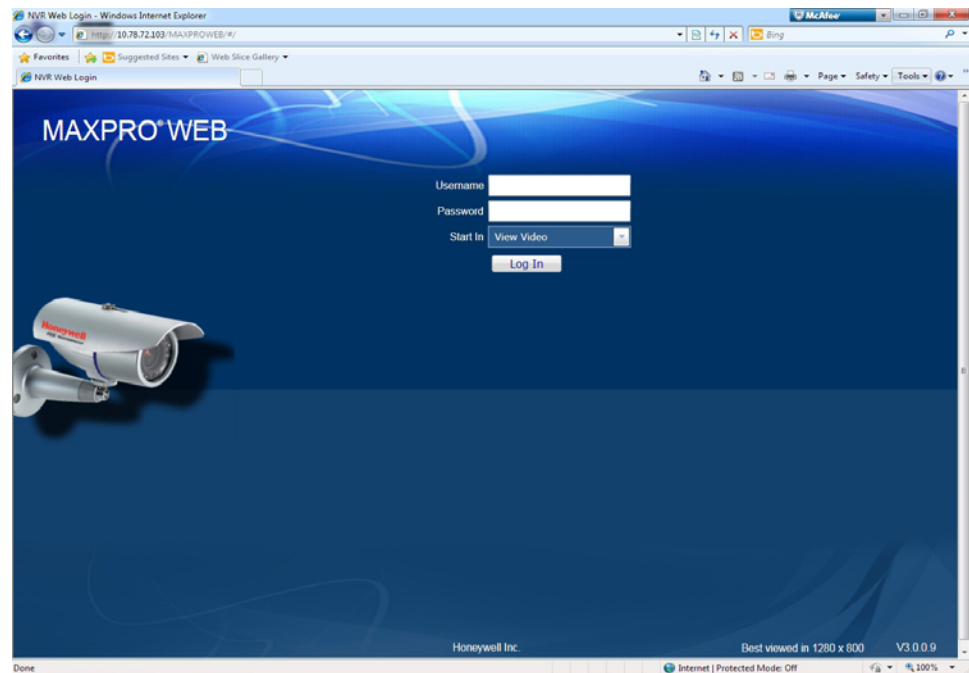 NVR Web Login - Windows Internet Explorer
McAfee
http://10.78.72.103/MAXPROWEB/#/
Bing
Favorites
Suggested Sites
Web Slice Gallery
NVR Web Login
Page
Safety
Tools
MAXPRO® WEB
Username
Password
Start In
View Video
Log In
Honeywell
Honeywell Inc.
Best viewed in 1280 x 800
V3.0.0.9
Done
Internet | Protected Mode: Off
100%